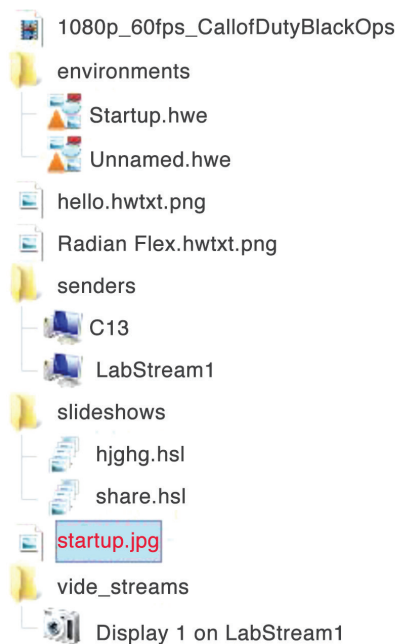 1080p_60fps_CallofDutyBlackOps
environments
Startup.hwe
Unnamed.hwe
hello.hwtxt.png
Radian Flex.hwtxt.png
senders
C13
LabStream1
slideshows
hjghg.hsl
share.hsl
startup.jpg
vide_streams
Display 1 on LabStream1